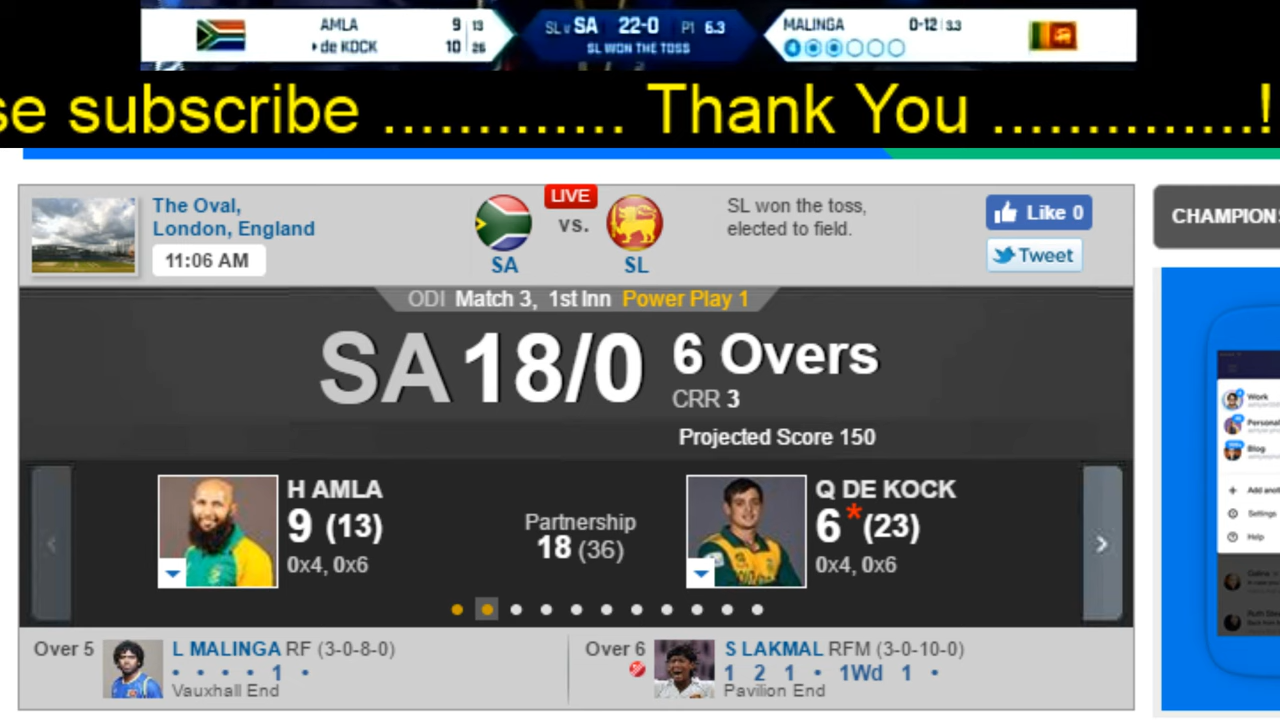 AMLA 9 13
de KOCK 10 26
SL v SA 22-0 P1 6.3
SL WON THE TOSS
MALINGA 0-12 3.3
4
se subscribe ............. Thank You ..............!
The Oval,
London, England
11:06 AM
LIVE
vs.
SA
SL
SL won the toss,
elected to field.
Like 0
Tweet
CHAMPION
ODI Match 3, 1st Inn Power Play 1
SA 18/0 6 Overs
CRR 3
Projected Score 150
H AMLA
9 (13)
0x4, 0x6
Partnership
18 (36)
Q DE KOCK
6* (23)
0x4, 0x6
Over 5
L MALINGA RF (3-0-8-0)
• • • • 1 •
Vauxhall End
Over 6
S LAKMAL RFM (3-0-10-0)
1 2 1 • 1Wd 1 •
Pavilion End
Work
Personal
Blog
Add anot
Settings
Help